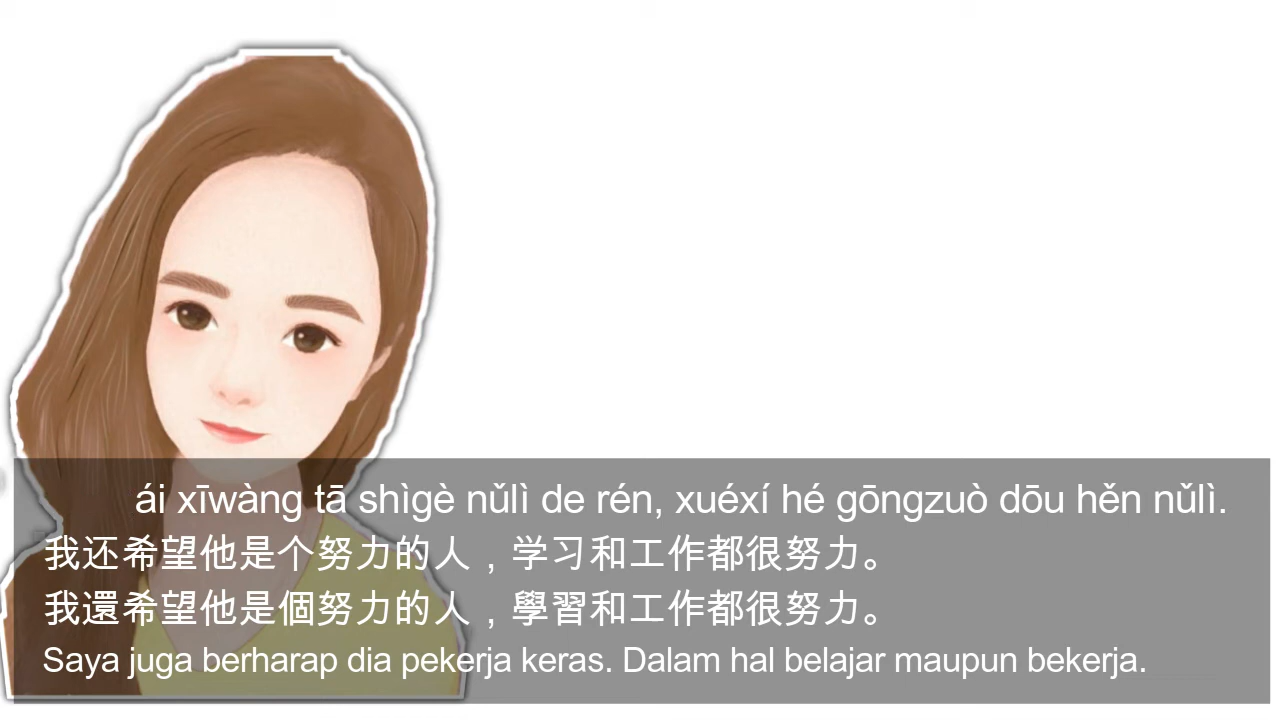 ái xīwàng tā shìgè nǔlì de rén, xuéxí hé gōngzuò dōu hěn nǔlì.
我还希望他是个努力的人，学习和工作都很努力。
我還希望他是個努力的人，學習和工作都很努力。
Saya juga berharap dia pekerja keras. Dalam hal belajar maupun bekerja.